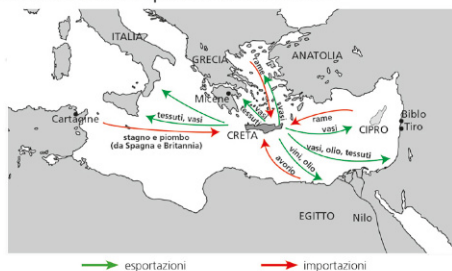 ITALIA
GRECIA
ANATOLIA
rame
Micene
vasi
tessuti
vasi
Cartagine
tessuti, vasi
stagno e piombo
(da Spagna e Britannia)
CRETA
rame
vasi
CIPRO
Biblo
Tiro
vasi, olio, tessuti
vini, olio
avorio
EGITTO
Nilo
esportazioni
importazioni